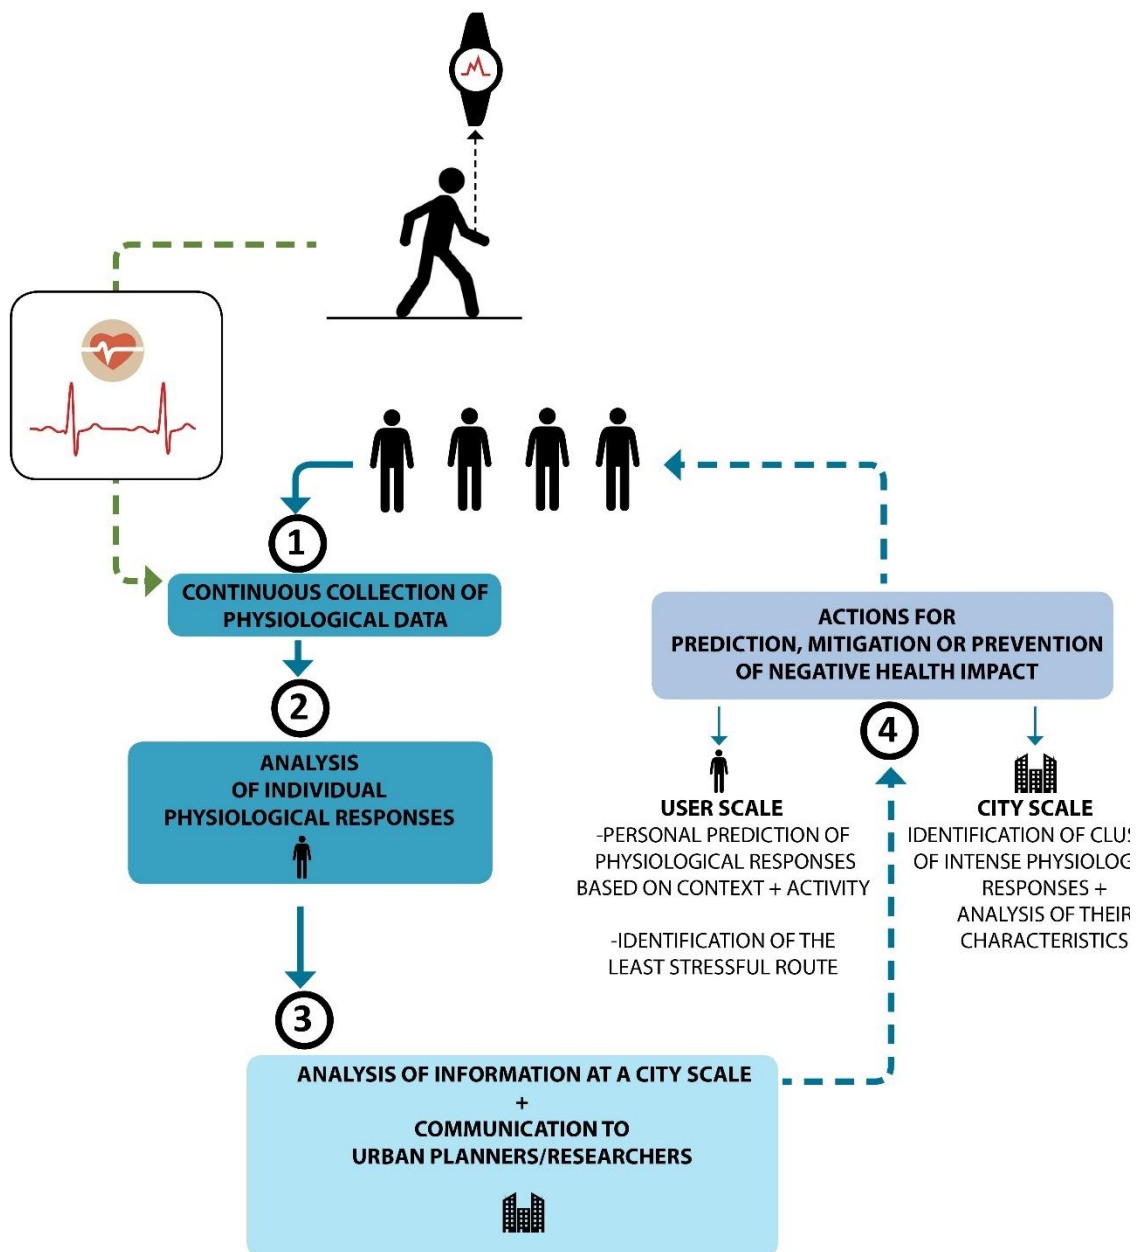 1
CONTINUOUS COLLECTION OF
PHYSIOLOGICAL DATA
2
ANALYSIS
OF INDIVIDUAL
PHYSIOLOGICAL RESPONSES
3
ANALYSIS OF INFORMATION AT A CITY SCALE
+
COMMUNICATION TO
URBAN PLANNERS/RESEARCHERS
ACTIONS FOR
PREDICTION, MITIGATION OR PREVENTION
OF NEGATIVE HEALTH IMPACT
4
USER SCALE
-PERSONAL PREDICTION OF
PHYSIOLOGICAL RESPONSES
BASED ON CONTEXT + ACTIVITY
-IDENTIFICATION OF THE
LEAST STRESSFUL ROUTE
CITY SCALE
IDENTIFICATION OF
OF INTENSE
RESPONSES +
ANALYSIS OF THEIR
CHARACTERISTICS